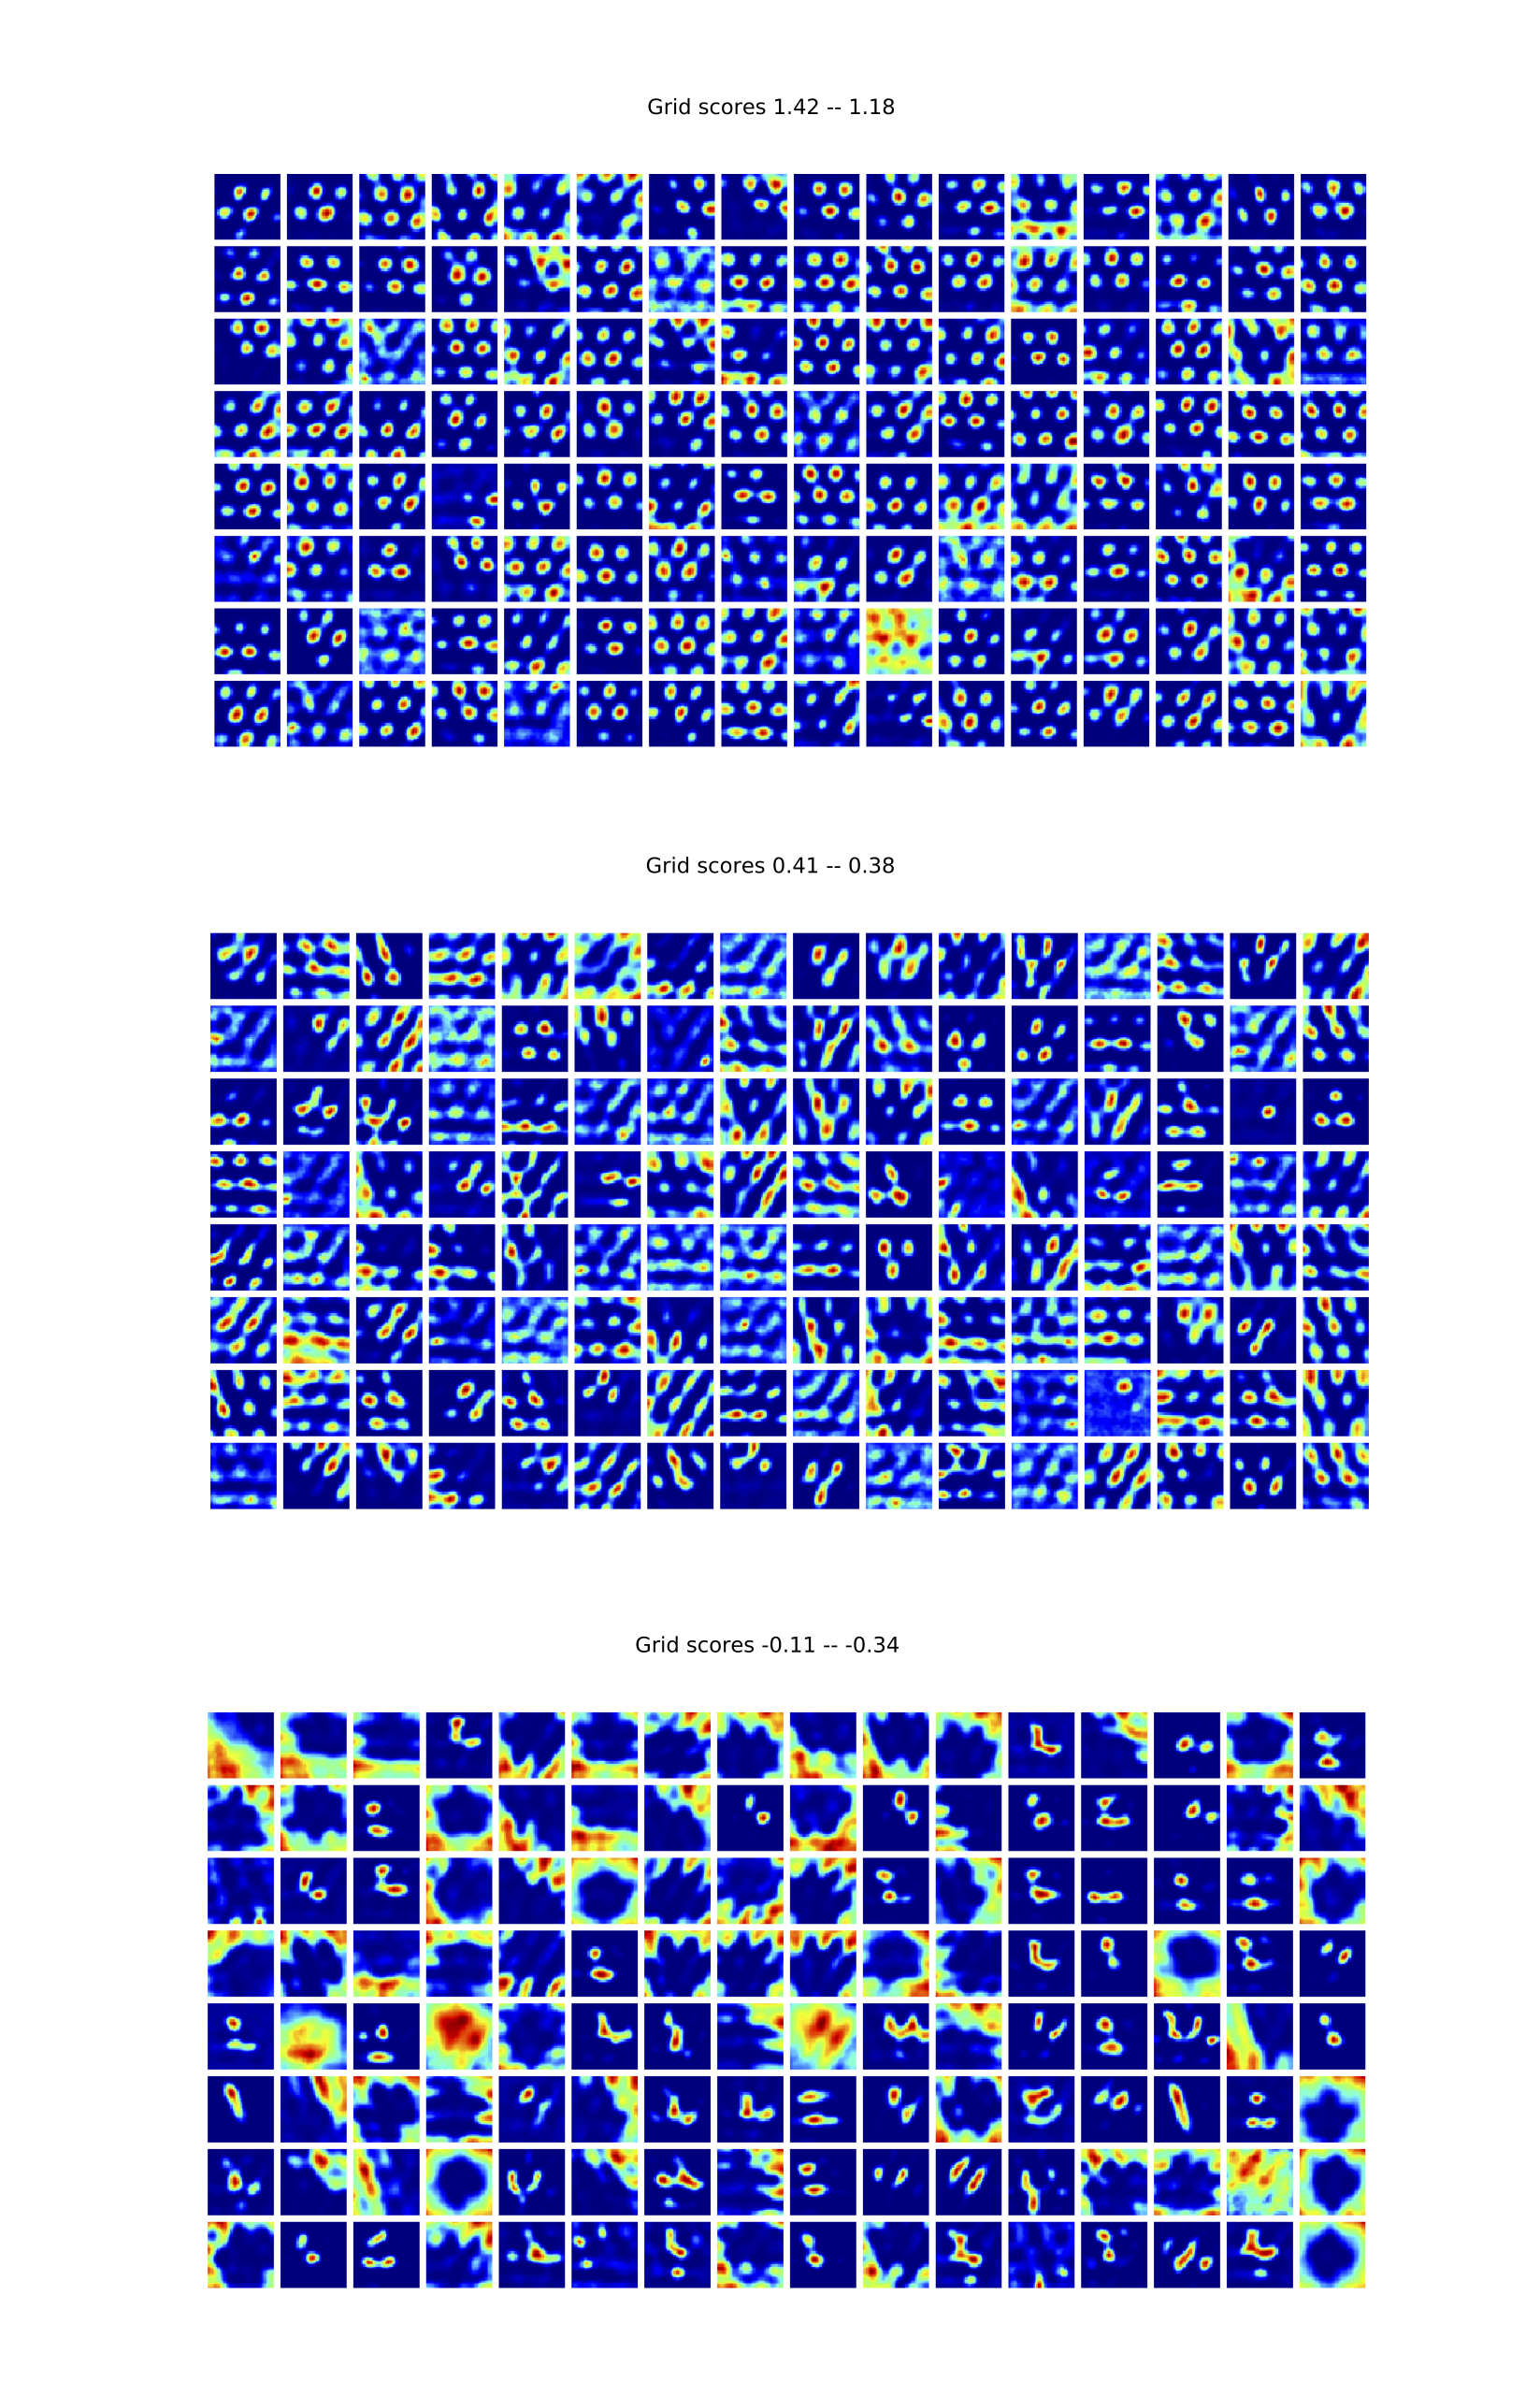 Grid scores 1.42 -- 1.18
Grid scores 0.41 -- 0.38
Grid scores -0.11 -- -0.34